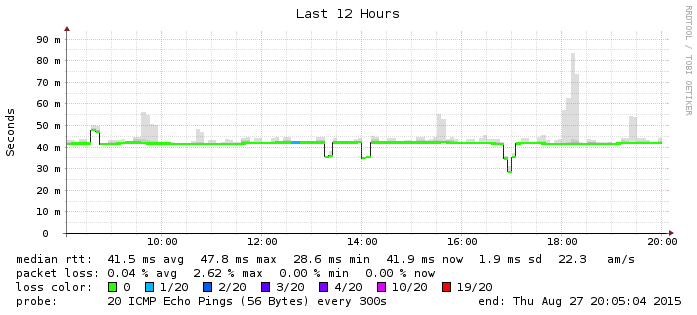 Last 12 Hours
RRDTOOL / TOBI OETIKER
Seconds
90 m
80 m
70 m
60 m
50 m
40 m
30 m
20 m
10 m
0
10:00 12:00 14:00 16:00 18:00 20:00
median rtt: 41.5 ms avg 47.8 ms max 28.6 ms min 41.9 ms now 1.9 ms sd 22.3 am/s
packet loss: 0.04 % avg 2.62 % max 0.00 % min 0.00 % now
loss color: 0 1/20 2/20 3/20 4/20 10/20 19/20
probe: 20 ICMP Echo Pings (56 Bytes) every 300s end: Thu Aug 27 20:05:04 2015